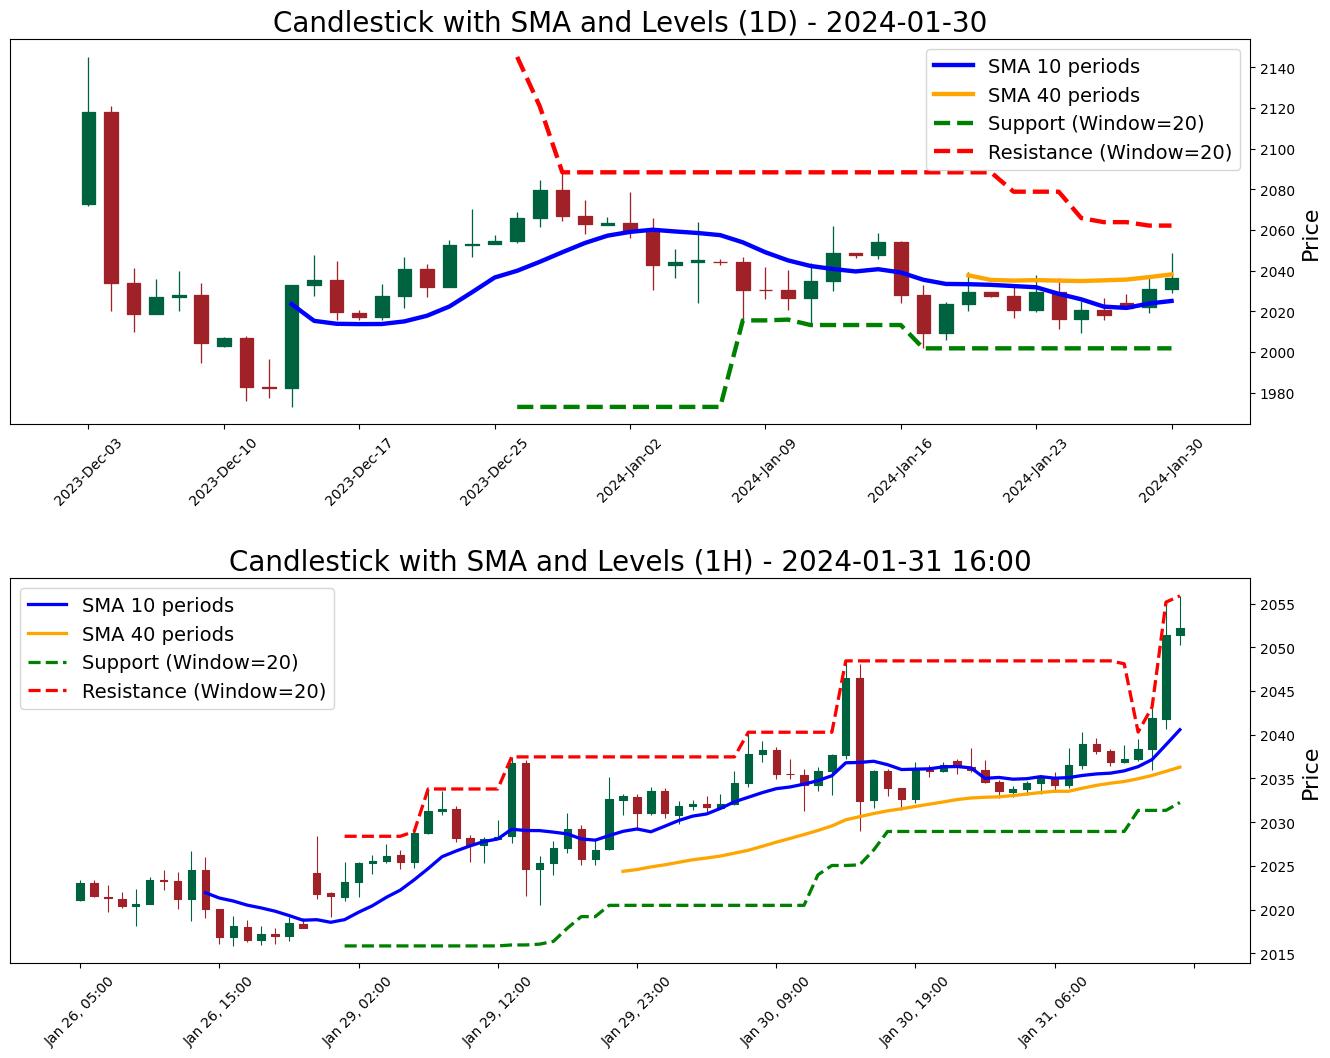 Candlestick with SMA and Levels (1D) - 2024-01-30
SMA 10 periods
SMA 40 periods
Support (Window=20)
Resistance (Window=20)
2140
2120
2100
2080
2060
2040
2020
2000
1980
Price
2023-Dec-03
2023-Dec-10
2023-Dec-17
2023-Dec-25
2024-Jan-02
2024-Jan-09
2024-Jan-16
2024-Jan-23
2024-Jan-30
Candlestick with SMA and Levels (1H) - 2024-01-31 16:00
SMA 10 periods
SMA 40 periods
Support (Window=20)
Resistance (Window=20)
2055
2050
2045
2040
2035
2030
2025
2020
2015
Price
Jan 26, 05:00
Jan 26, 15:00
Jan 29, 02:00
Jan 29, 12:00
Jan 29, 23:00
Jan 30, 09:00
Jan 30, 19:00
Jan 31, 06:00